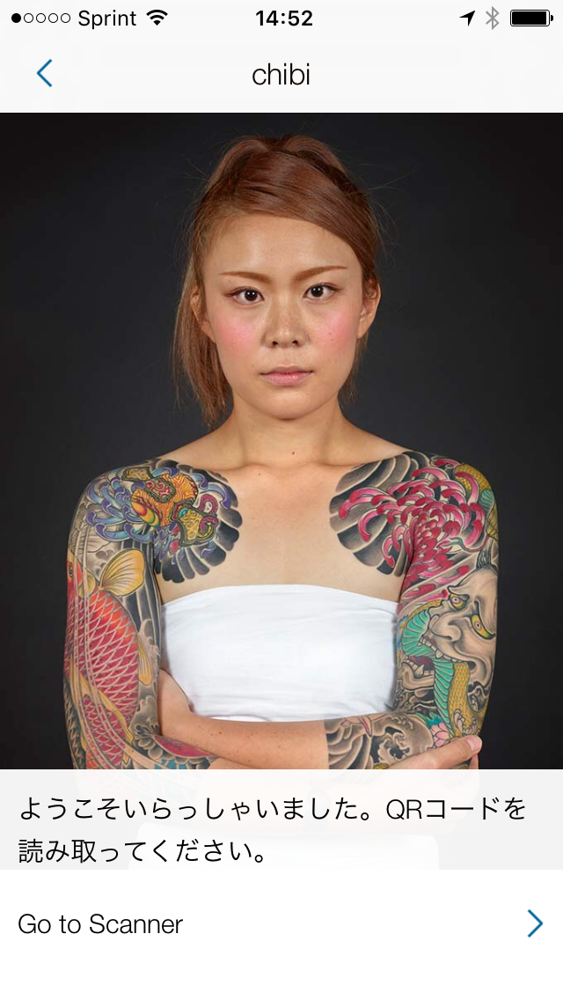 Sprint 14:52
chibi
ようこそいらっしゃいました。QRコードを
読み取ってください。
Go to Scanner